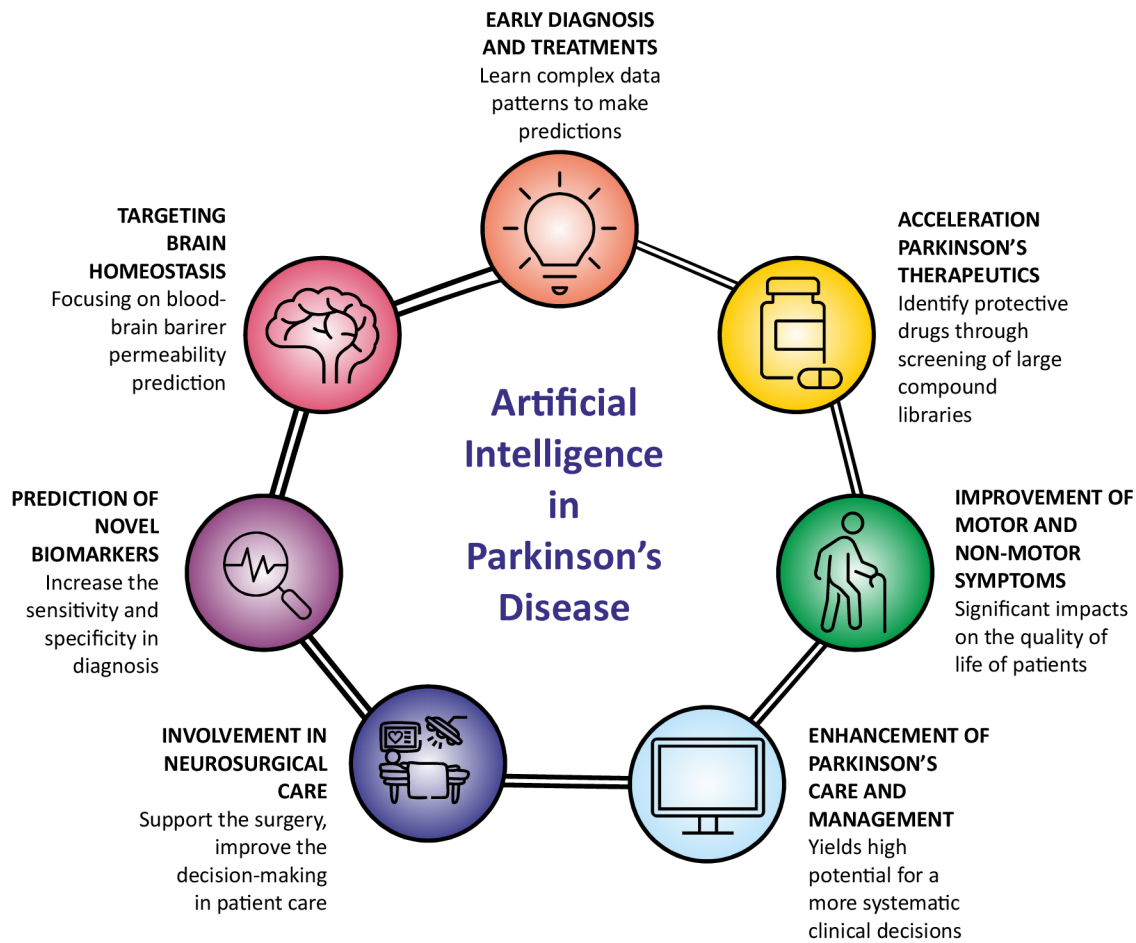 EARLY DIAGNOSIS
AND TREATMENTS
Learn complex data
patterns to make
predictions
ACCELERATION
PARKINSON'S
THERAPEUTICS
Identify protective
drugs through
screening of large
compound
libraries
IMPROVEMENT OF
MOTOR AND
NON-MOTOR
SYMPTOMS
Significant impacts
on the quality of
life of patients
ENHANCEMENT OF
PARKINSON'S
CARE AND
MANAGEMENT
Yields high
potential for a
more systematic
clinical decisions
INVOLVEMENT IN
NEUROSURGICAL
CARE
Support the surgery,
improve the
decision-making
in patient care
PREDICTION OF
NOVEL
BIOMARKERS
Increase the
sensitivity and
specificity in
diagnosis
TARGETING
BRAIN
HOMEOSTASIS
Focusing on blood-
brain barirer
permeability
prediction
Artificial
Intelligence
in
Parkinson's
Disease